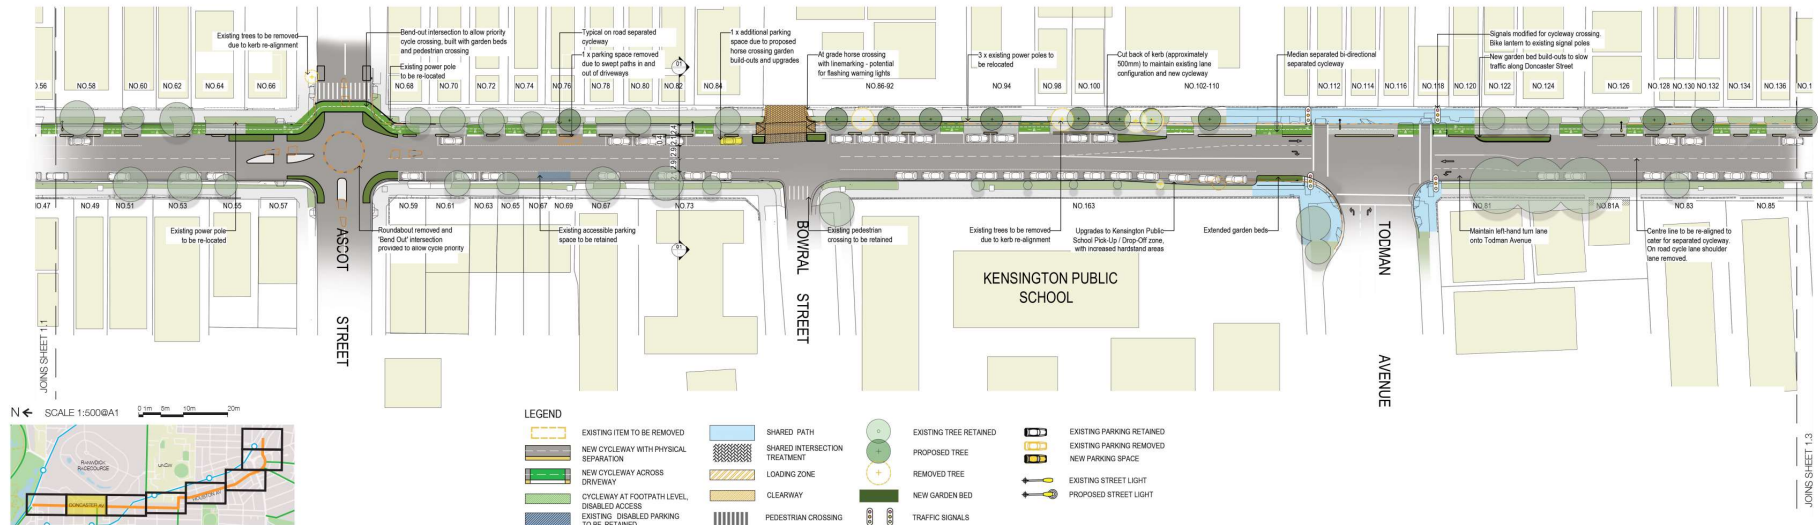 Existing trees to be removed
due to kerb re-alignment
Bend-out intersection to allow priority
cycle crossing, built with garden beds
and pedestrian crossing
Existing power pole
to be re-located
Typical on road separated
cycleway
1 x parking space removed
due to swept paths in and
out of driveways
1 x additional parking
space due to proposed
horse crossing garden
build-outs and upgrades
At grade horse crossing
with linemarking - potential
for flashing warning lights
3 x existing power poles to
be relocated
Cut back of kerb (approximately
500mm) to maintain existing lane
configuration and new cycleway
Median separated bi-directional
separated cycleway
Signals modified for cycleway crossing.
Bike lantern to existing signal poles
New garden bed build-outs to slow
traffic along Doncaster Street
NO.58
NO.60
NO.62
NO.64
NO.66
NO.68
NO.70
NO.72
NO.74
NO.76
NO.78
NO.80
NO.82
NO.84
NO.86-92
NO.94
NO.98
NO.100
NO.102-110
NO.112
NO.114
NO.116
NO.118
NO.120
NO.122
NO.124
NO.126
NO.128
NO.130
NO.132
NO.134
NO.136
01
NO.49
NO.51
NO.53
NO.55
NO.57
NO.59
NO.61
NO.63
NO.65
NO.67
NO.69
NO.67
NO.73
NO.163
NO.81
NO.81A
NO.83
NO.85
Existing power pole
to be re-located
Roundabout removed and
'Bend Out' intersection
provided to allow cycle priority
Existing accessible parking
space to be retained
01
Existing pedestrian
crossing to be retained
Existing trees to be removed
due to kerb re-alignment
Upgrades to Kensington Public
School Pick-Up / Drop-Off zone,
with increased hardstand areas
Extended garden beds
Maintain left-hand turn lane
onto Todman Avenue
Centre line to be re-aligned to
cater for separated cycleway.
On road cycle lane shoulder
lane removed.
ASCOT STREET
BOWRAL STREET
TODMAN AVENUE
KENSINGTON PUBLIC
SCHOOL
JOINS SHEET 1.1
JOINS SHEET 1.3
N
SCALE 1:500@A1
0 1m 5m 10m 20m
RANDWICK
RACECOURSE
UNSW
DONCASTER AV
HOUSTON RD
LEGEND
EXISTING ITEM TO BE REMOVED
NEW CYCLEWAY WITH PHYSICAL
SEPARATION
NEW CYCLEWAY ACROSS
DRIVEWAY
CYCLEWAY AT FOOTPATH LEVEL,
DISABLED ACCESS
EXISTING DISABLED PARKING
TO BE RETAINED
SHARED PATH
SHARED INTERSECTION
TREATMENT
LOADING ZONE
CLEARWAY
PEDESTRIAN CROSSING
EXISTING TREE RETAINED
PROPOSED TREE
REMOVED TREE
NEW GARDEN BED
TRAFFIC SIGNALS
EXISTING PARKING RETAINED
EXISTING PARKING REMOVED
NEW PARKING SPACE
EXISTING STREET LIGHT
PROPOSED STREET LIGHT